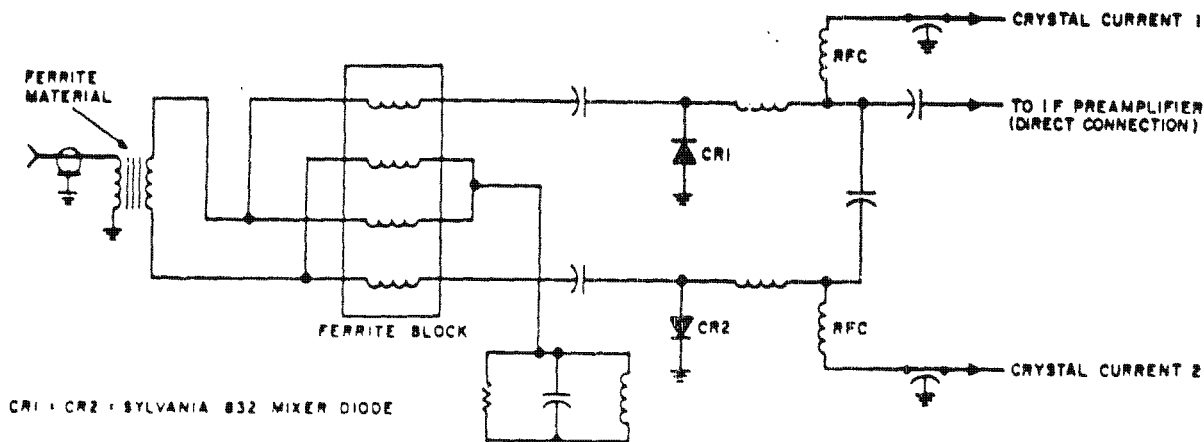 CRYSTAL CURRENT 1
RFC
FERRITE
MATERIAL
TO IF PREAMPLIFIER
(DIRECT CONNECTION)
CR1
FERRITE BLOCK
CR2
RFC
CRYSTAL CURRENT 2
CR1 = CR2 = SYLVANIA 832 MIXER DIODE